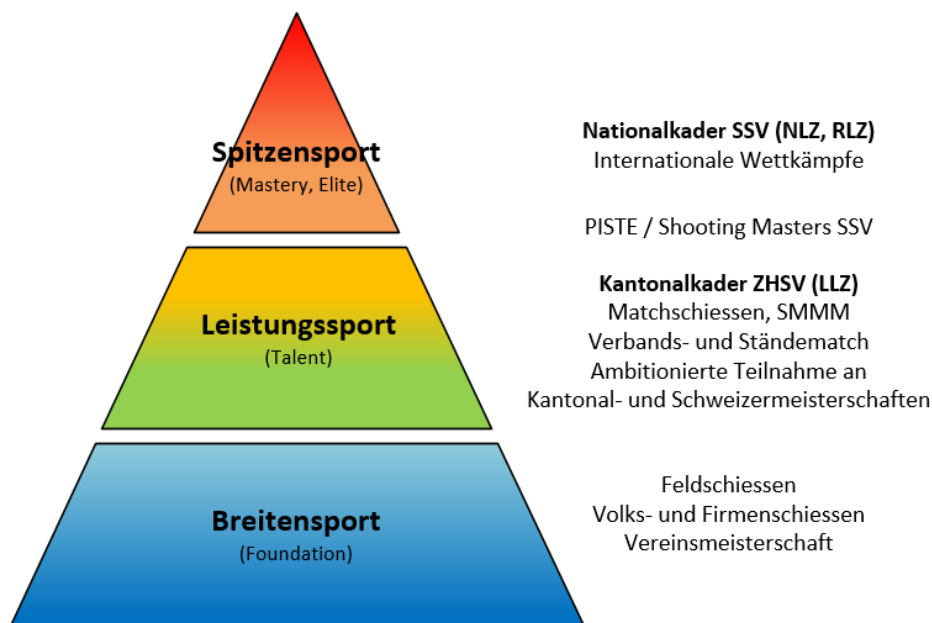 Spitzensport
(Mastery, Elite)
Nationalkader SSV (NLZ, RLZ)
Internationale Wettkämpfe
PISTE / Shooting Masters SSV
Leistungssport
(Talent)
Kantonalkader ZHSV (LLZ)
Matchschiessen, SMMM
Verbands- und Ständematch
Ambitionierte Teilnahme an
Kantonal- und Schweizermeisterschaften
Breitensport
(Foundation)
Feldschiessen
Volks- und Firmenschiessen
Vereinsmeisterschaft